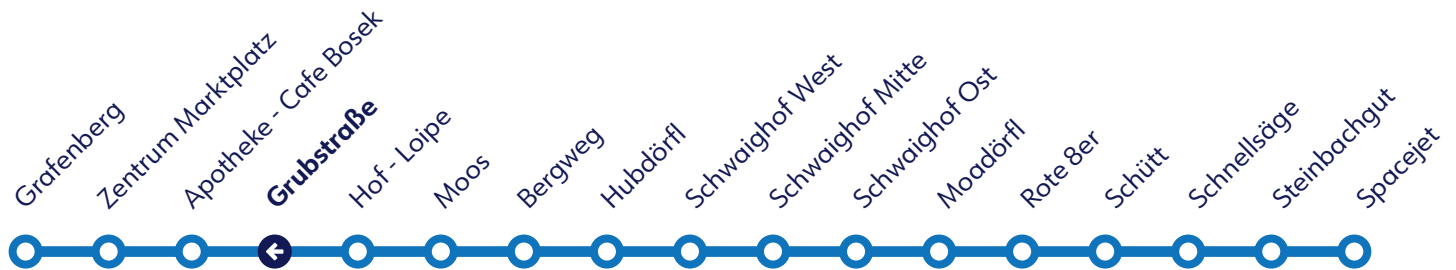 Grafenberg
Zentrum Marktplatz
Apotheke - Cafe Bosek
Grubstraße
Hof - Loipe
Moos
Bergweg
Hubdörfl
Schwaighof West
Schwaighof Mitte
Schwaighof Ost
Moadörfl
Rote 8er
Schütt
Schnellsäge
Steinbachgut
Spacejet